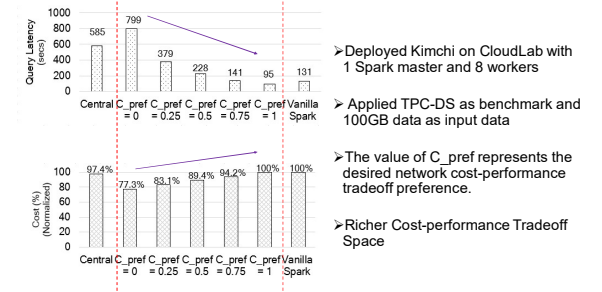 1000
800
600
400
200
0
Query Latency
(secs)
585
799
379
228
141
95
131
Central
C_pref
= 0
C_pref
= 0.25
C_pref
= 0.5
C_pref
= 0.75
C_pref
= 1
Vanilla
Spark
100
80
60
40
20
0
Cost (%)
(Normalized)
97.4%
77.3%
83.1%
89.4%
94.2%
100%
100%
Central
C_pref
= 0
C_pref
= 0.25
C_pref
= 0.5
C_pref
= 0.75
C_pref
= 1
Vanilla
Spark
➢Deployed Kimchi on CloudLab with
1 Spark master and 8 workers
➢ Applied TPC-DS as benchmark and
100GB data as input data
➢The value of C_pref represents the
desired network cost-performance
tradeoff preference.
➢Richer Cost-performance Tradeoff
Space